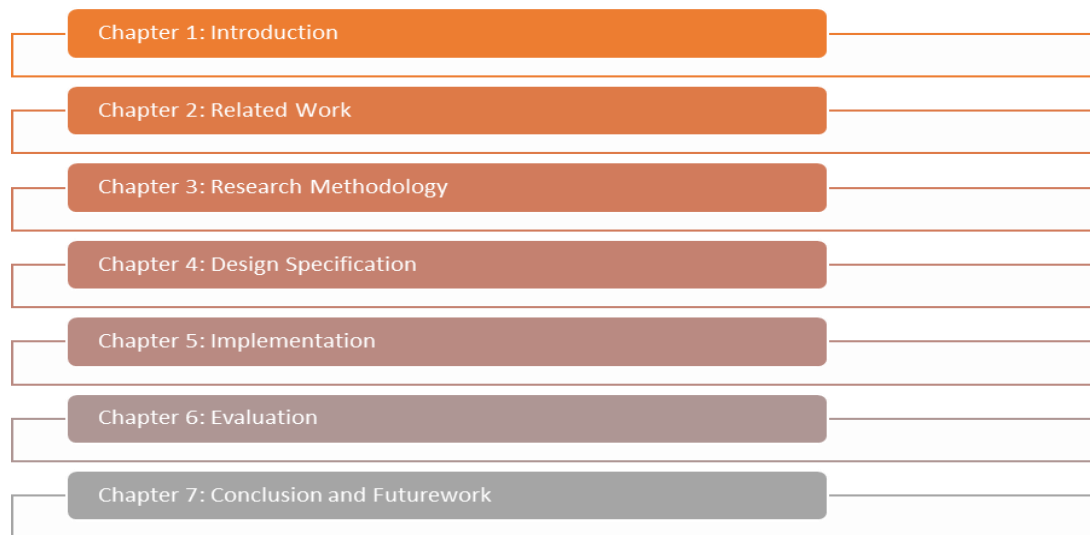 Chapter 1: Introduction
Chapter 2: Related Work
Chapter 3: Research Methodology
Chapter 4: Design Specification
Chapter 5: Implementation
Chapter 6: Evaluation
Chapter 7: Conclusion and Futurework